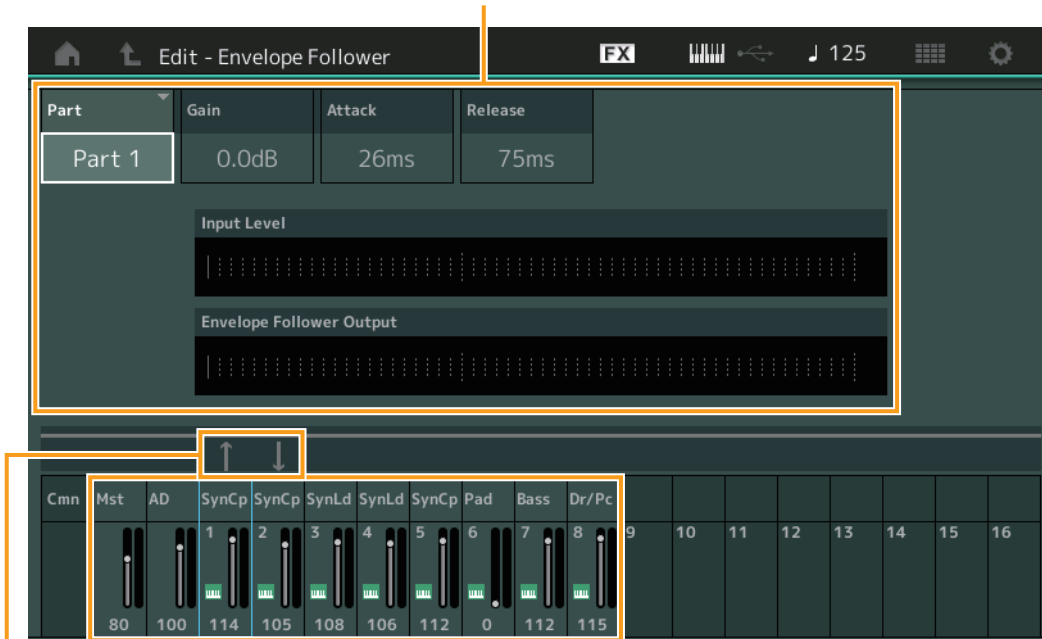 Edit - Envelope Follower FX ♩ 125
Part Gain Attack Release
Part 1 0.0dB 26ms 75ms
Input Level
Envelope Follower Output
↑ ↓
Cmn Mst AD SynCp SynCp SynLd SynLd SynCp Pad Bass Dr/Pc
1 2 3 4 5 6 7 8 9 10 11 12 13 14 15 16
80 100 114 105 108 106 112 0 112 115